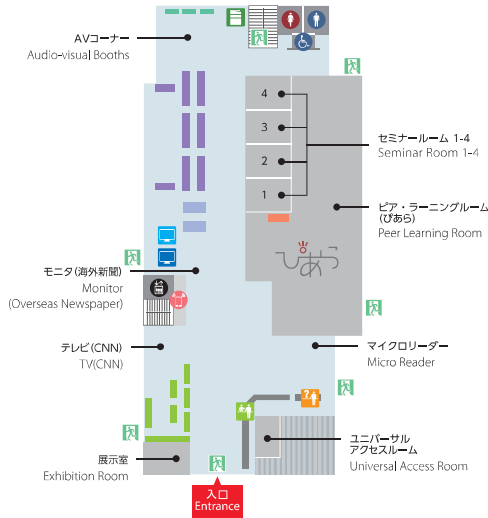 AVコーナー
Audio-visual Booths
4
3
2
1
セミナールーム 1-4
Seminar Room 1-4
ピア・ラーニングルーム
(ぴあら)
Peer Learning Room
ぴあら
モニタ(海外新聞)
Monitor
(Overseas Newspaper)
テレビ(CNN)
TV(CNN)
マイクロリーダー
Micro Reader
展示室
Exhibition Room
ユニバーサル
アクセスルーム
Universal Access Room
入口
Entrance